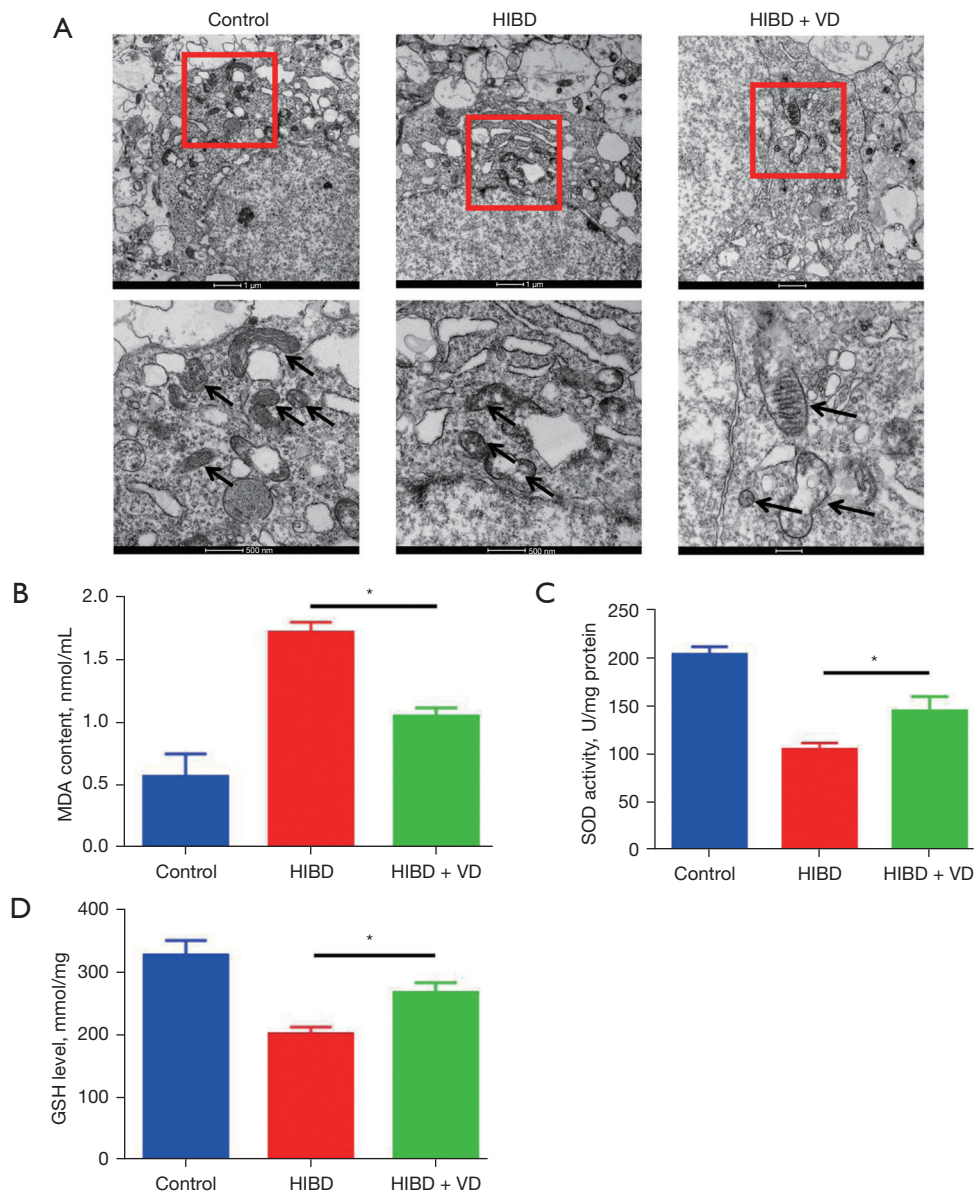 A
Control
HIBD
HIBD + VD
1 μm
1 μm
500 nm
500 nm
B
MDA content, nmol/mL
2.0
1.5
1.0
0.5
0.0
*
Control
HIBD
HIBD + VD
C
SOD activity, U/mg protein
250
200
150
100
50
0
*
Control
HIBD
HIBD + VD
D
GSH level, mmol/mg
400
300
200
100
0
*
Control
HIBD
HIBD + VD